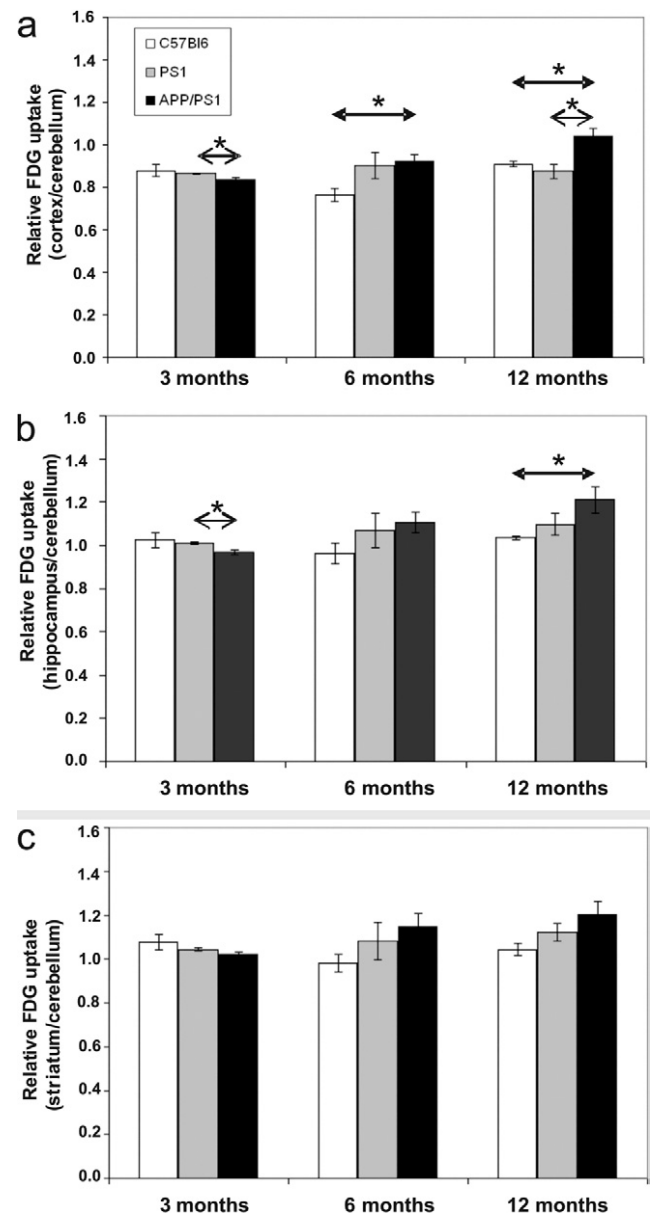 a
Relative FDG uptake
(cortex/cerebellum)
1.6
1.4
1.2
1.0
0.8
0.6
0.4
0.2
0.0
C57Bl6
PS1
APP/PS1
*
*
*
*
3 months
6 months
12 months
b
Relative FDG uptake
(hippocampus/cerebellum)
1.6
1.4
1.2
1.0
0.8
0.6
0.4
0.2
0.0
*
*
3 months
6 months
12 months
c
Relative FDG uptake
(striatum/cerebellum)
1.6
1.4
1.2
1.0
0.8
0.6
0.4
0.2
0.0
3 months
6 months
12 months